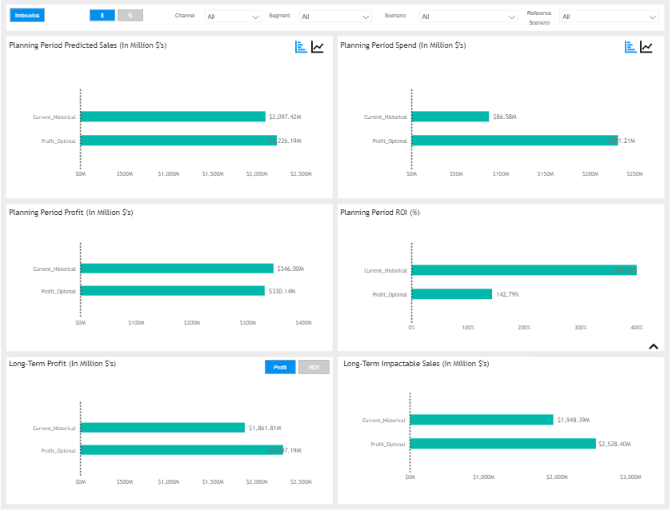 $ %
Channel All
Segment All
Scenario All
Reference
Scenario All
Planning Period Predicted Sales (In Million $'s)
Current_Historical $2,097.42M
Profit_Optimal 226.19M
$0M $500M $1,000M $1,500M $2,000M $2,500M
Planning Period Spend (In Million $'s)
Current_Historical $86.58M
Profit_Optimal 1.21M
$0M $50M $100M $150M $200M $250M
Planning Period Profit (In Million $'s)
Current_Historical $346.00M
Profit_Optimal $330.14M
$0M $100M $200M $300M $400M
Planning Period ROI (%)
Current_Historical
Profit_Optimal 142.79%
0% 100% 200% 300% 400%
Long-Term Profit (In Million $'s)
Profit ROI
Current_Historical $1,861.81M
Profit_Optimal 7.19M
$0M $500M $1,000M $1,500M $2,000M $2,500M
Long-Term Impactable Sales (In Million $'s)
Current_Historical $1,948.39M
Profit_Optimal $2,528.40M
$0M $1,000M $2,000M $3,000M